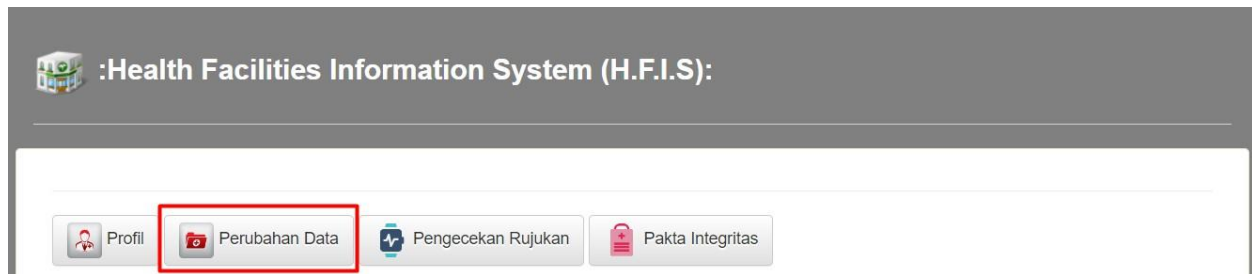 :Health Facilities Information System (H.F.I.S):
Profil Perubahan Data Pengecekan Rujukan Pakta Integritas